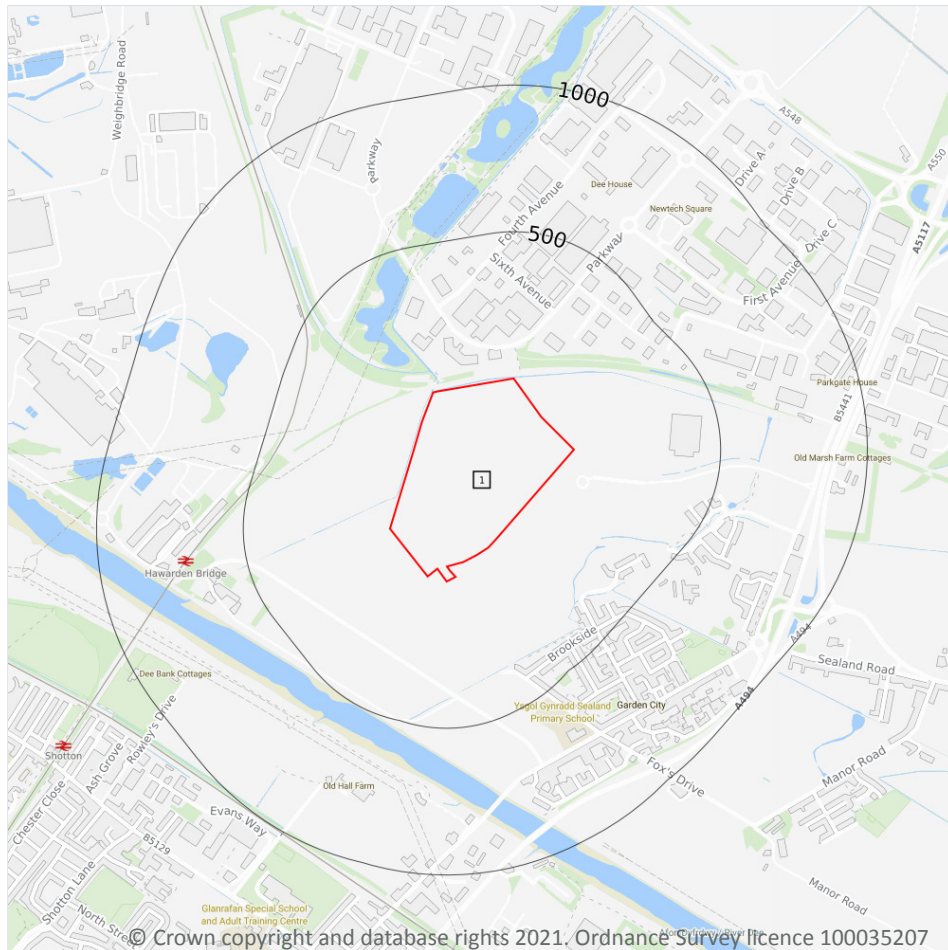 Weighbridge Road
1000
A548
A550
Parkway
Drive A
Drive B
Dee House
Fourth Avenue
Newtech Square
Drive C
A5117
500
Parkway
Sixth Avenue
First Avenue
Parkgate House
B5441
Old Marsh Farm Cottages
1
Hawarden Bridge
A494
Brookside
Sealand Road
Dee Bank Cottages
Ysgol Gynradd Sealand
Primary School
Garden City
A494
Rowley's Drive
Shotton
Ash Grove
Fox's Drive
Manor Road
Old Hall Farm
Chester Close
Evans Way
B5129
Shotton Lane
Manor Road
Glanrafan Special School
and Adult Training Centre
North Street
River Dee
© Crown copyright and database rights 2021. Ordnance Survey licence 100035207